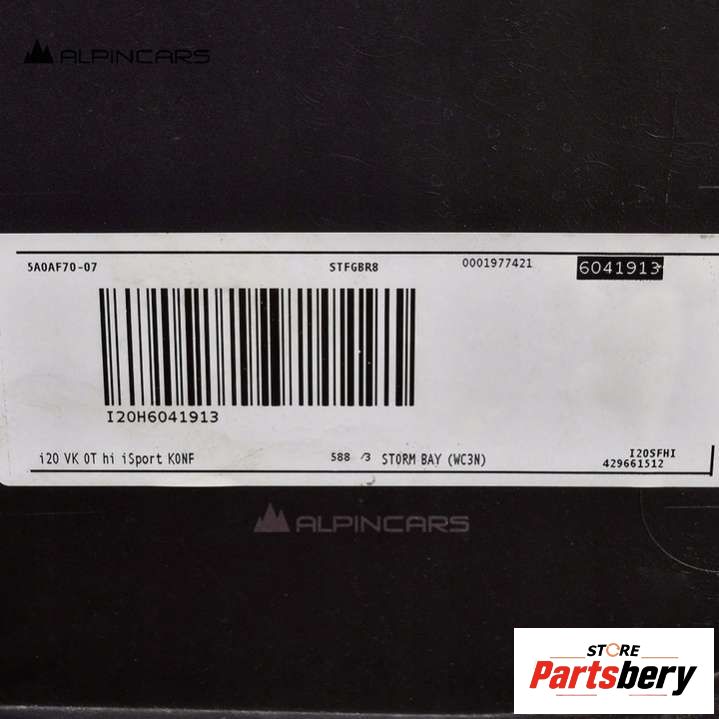 ALPINCARS
5A0AF70-07 STFGBR8 0001977421 6041913
I20H6041913
i20 VK OT hi iSport KONF 588 /3 STORM BAY (WC3N) I20SFHI
429661512
ALPINCARS
STORE
Partsbery